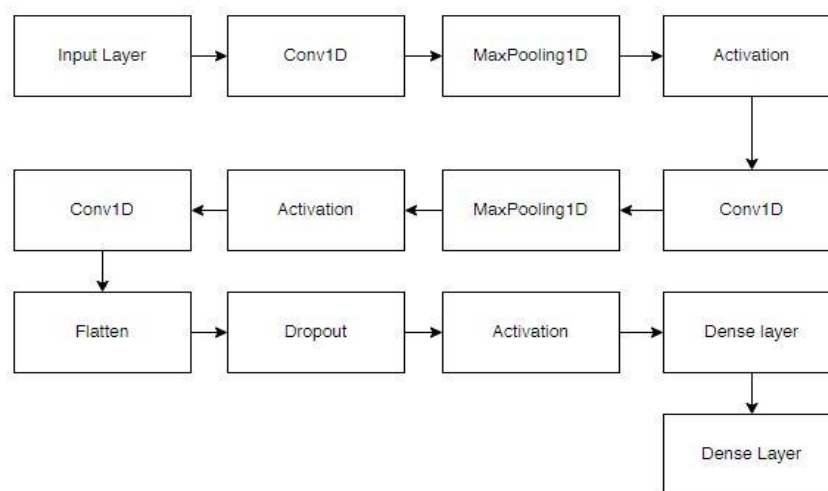 Input Layer
Conv1D
MaxPooling1D
Activation
Conv1D
MaxPooling1D
Activation
Conv1D
Flatten
Dropout
Activation
Dense layer
Dense Layer